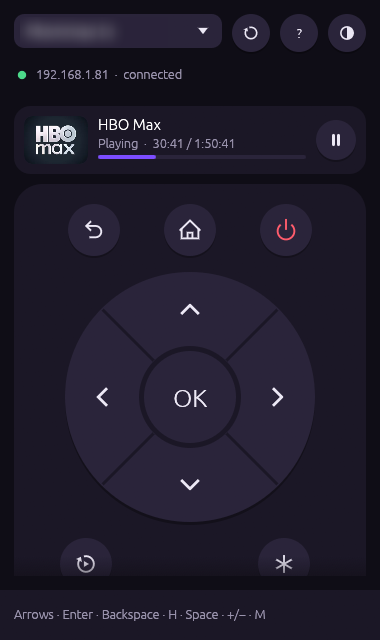 ?
192.168.1.81 · connected
HBO
max
HBO Max
Playing · 30:41 / 1:50:41
OK
Arrows · Enter · Backspace · H · Space · +/− · M